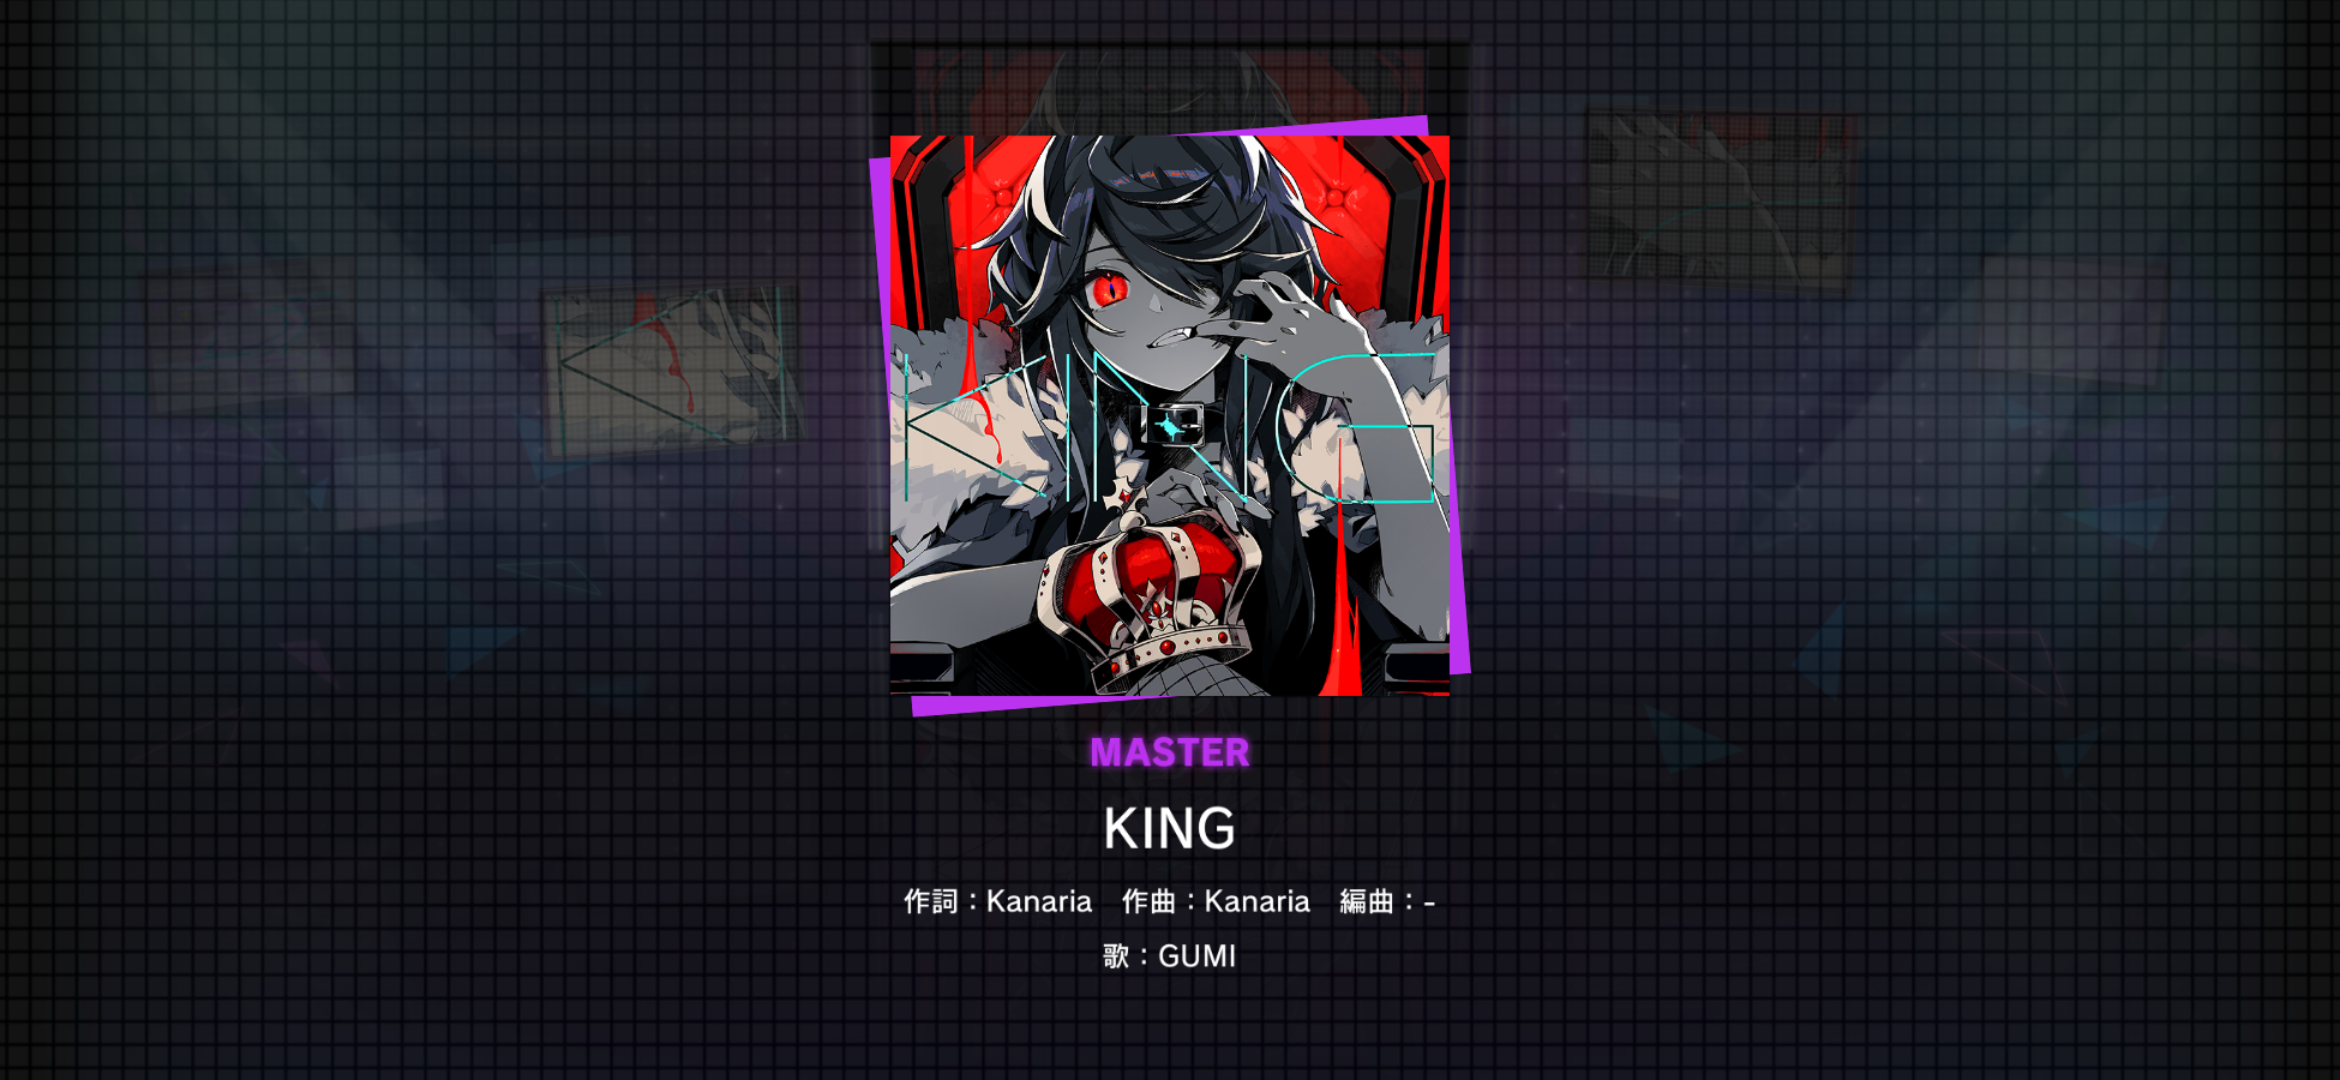 KING
MASTER
KING
作詞：Kanaria　作曲：Kanaria　編曲：-
歌：GUMI